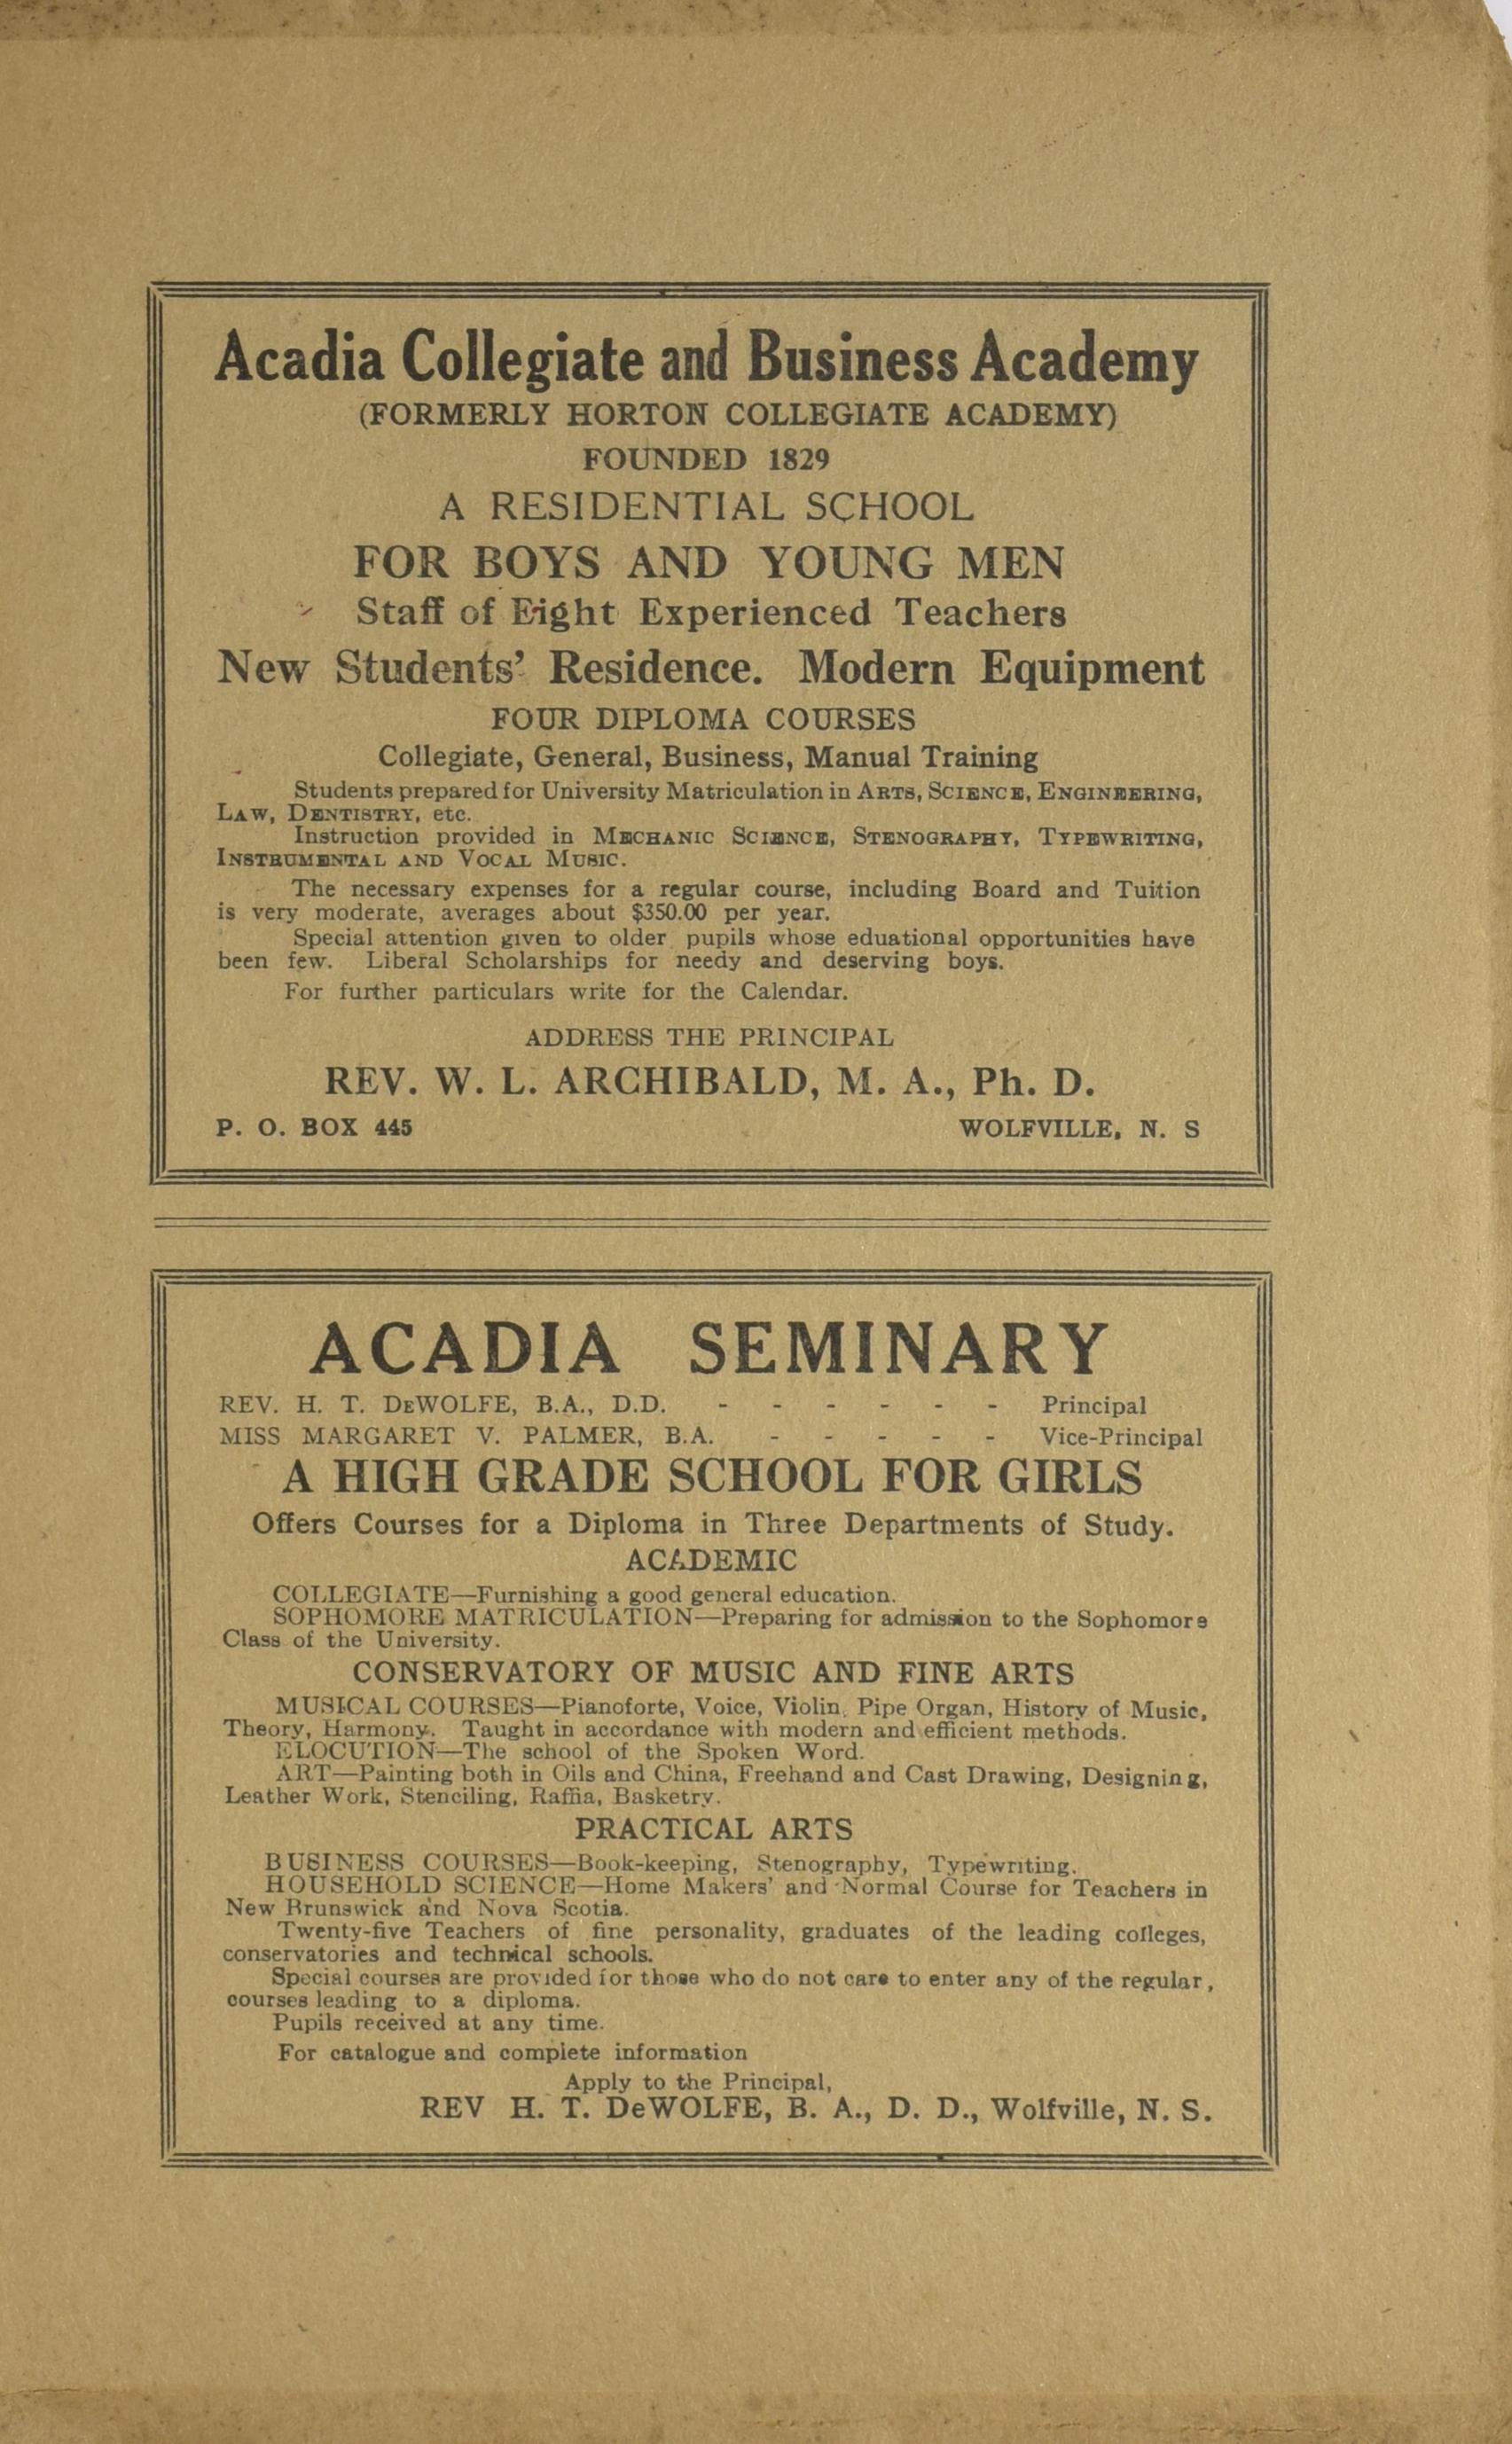 Acadia Collegiate and Business Academy
(FORMERLY HORTON COLLEGIATE ACADEMY)
FOUNDED 1829
A RESIDENTIAL SCHOOL
FOR BOYS AND YOUNG MEN
Staff of Eight Experienced Teachers
New Students' Residence. Modern Equipment
FOUR DIPLOMA COURSES
Collegiate, General, Business, Manual Training
Students prepared for University Matriculation in ARTS, SCIENCE, ENGINEERING,
LAW, DENTISTRY, etc.
Instruction provided in MECHANIC SCIENCE, STENOGRAPHY, TYPEWRITING,
INSTRUMENTAL AND VOCAL MUSIC.
The necessary expenses for a regular course, including Board and Tuition
is very moderate, averages about $350.00 per year.
Special attention given to older pupils whose eduational opportunities have
been few. Liberal Scholarships for needy and deserving boys.
For further particulars write for the Calendar.
ADDRESS THE PRINCIPAL
REV. W. L. ARCHIBALD, M. A., Ph. D.
P. O. BOX 445 WOLFVILLE, N. S
ACADIA SEMINARY
REV. H. T. DEWOLFE, B.A., D.D. - - - - - - Principal
MISS MARGARET V. PALMER, B.A. - - - - - Vice-Principal
A HIGH GRADE SCHOOL FOR GIRLS
Offers Courses for a Diploma in Three Departments of Study.
ACADEMIC
COLLEGIATE—Furnishing a good general education.
SOPHOMORE MATRICULATION—Preparing for admission to the Sophomore
Class of the University.
CONSERVATORY OF MUSIC AND FINE ARTS
MUSICAL COURSES—Pianoforte, Voice, Violin, Pipe Organ, History of Music,
Theory, Harmony. Taught in accordance with modern and efficient methods.
ELOCUTION—The school of the Spoken Word.
ART—Painting both in Oils and China, Freehand and Cast Drawing, Designing,
Leather Work, Stenciling, Raffia, Basketry.
PRACTICAL ARTS
BUSINESS COURSES—Book-keeping, Stenography, Typewriting.
HOUSEHOLD SCIENCE—Home Makers' and Normal Course for Teachers in
New Brunswick and Nova Scotia.
Twenty-five Teachers of fine personality, graduates of the leading colleges,
conservatories and technical schools.
Special courses are provided for those who do not care to enter any of the regular,
courses leading to a diploma.
Pupils received at any time.
For catalogue and complete information
Apply to the Principal,
REV H. T. DeWOLFE, B. A., D. D., Wolfville, N. S.